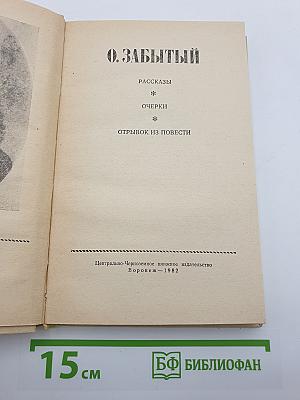 О. ЗАБЫТЫЙ
РАССКАЗЫ
*
ОЧЕРКИ
*
ОТРЫВОК ИЗ ПОВЕСТИ
Центрально-Черноземное книжное издательство
Воронеж—1982
15 см
БФ БИБЛИОФАН